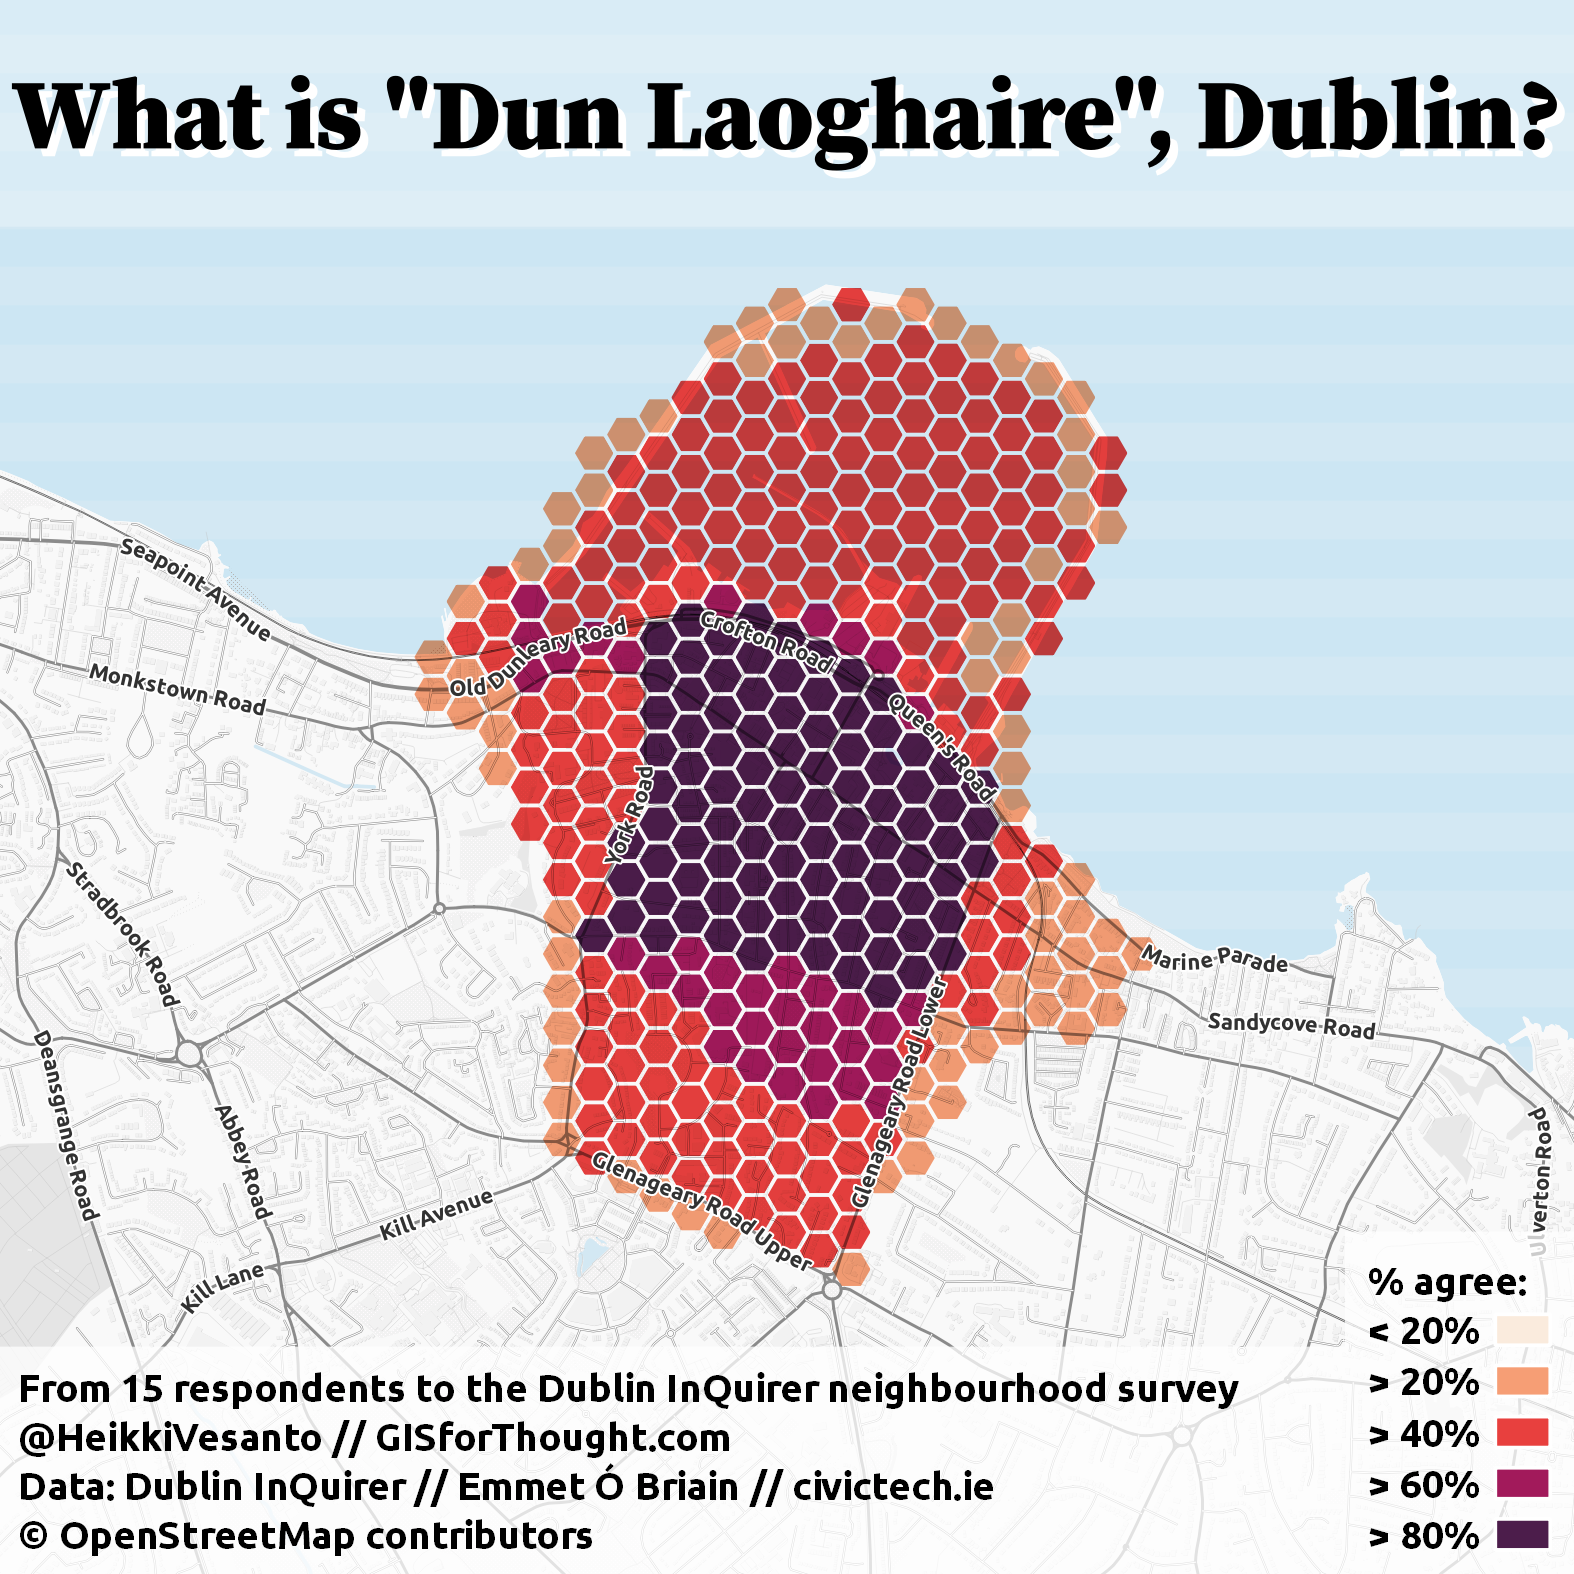 What is "Dun Laoghaire", Dublin?
Seapoint Avenue
Monkstown Road
Old Dunleary Road
Crofton Road
Queen's Road
York Road
Stradbrook Road
Marine Parade
Sandycove Road
Deansgrange Road
Abbey Road
Glenageary Road Lower
Glenageary Road Upper
Kill Avenue
Kill Lane
Ulverton Road
% agree:
< 20%
> 20%
> 40%
> 60%
> 80%
From 15 respondents to the Dublin InQuirer neighbourhood survey
@HeikkiVesanto // GISforThought.com
Data: Dublin InQuirer // Emmet Ó Briain // civictech.ie
© OpenStreetMap contributors